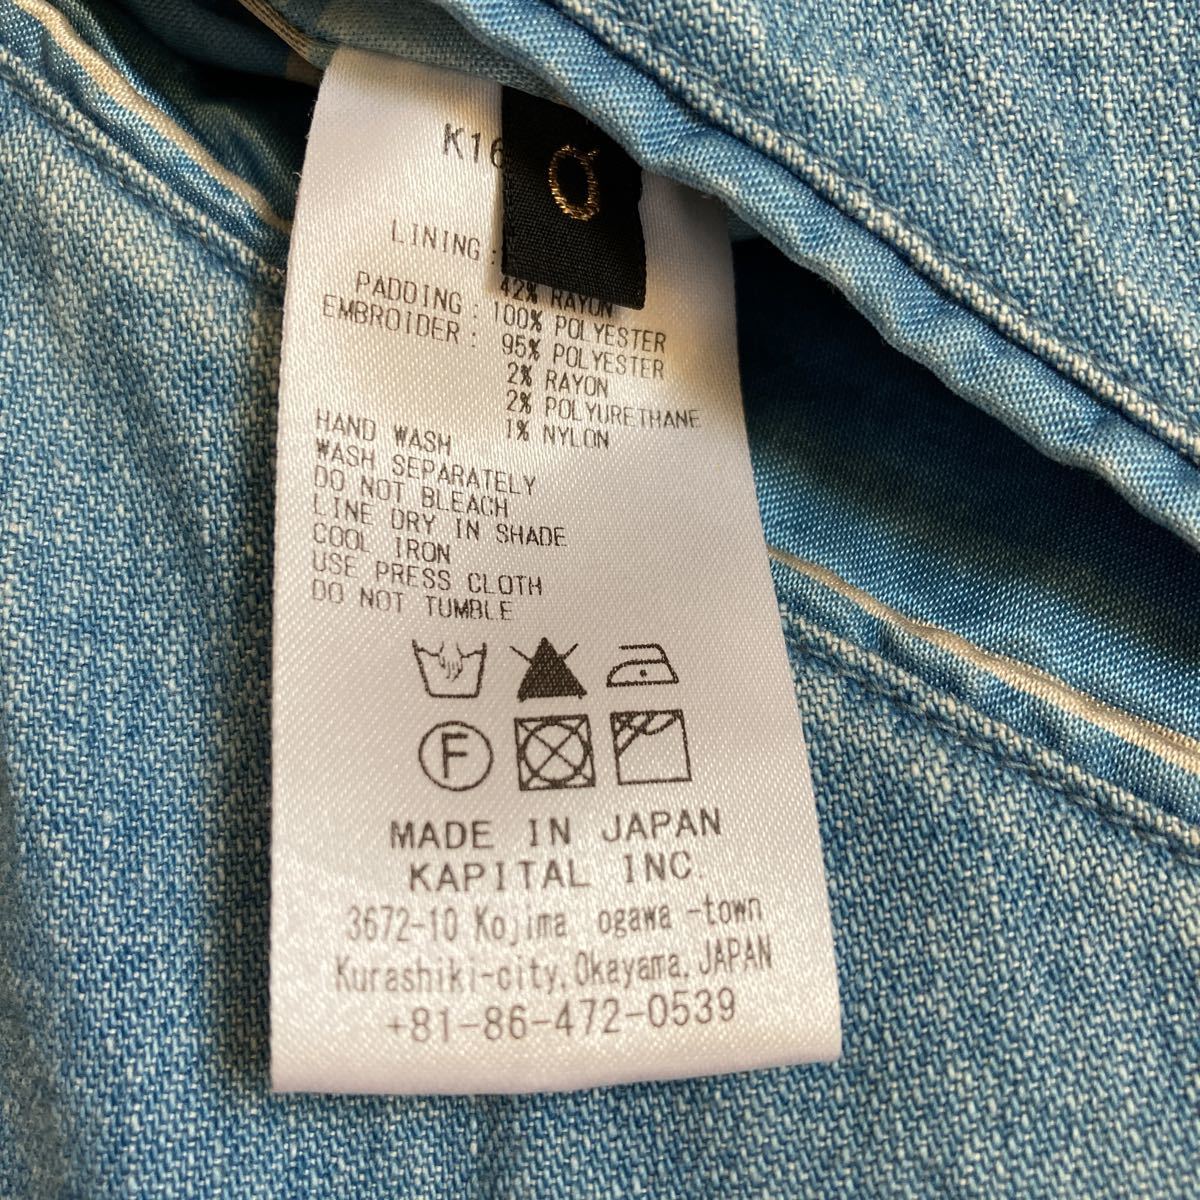 K16
0
LINING :
42% RAYON
PADDING : 100% POLYESTER
EMBROIDER : 95% POLYESTER
2% RAYON
2% POLYURETHANE
1% NYLON
HAND WASH
WASH SEPARATELY
DO NOT BLEACH
LINE DRY IN SHADE
COOL IRON
USE PRESS CLOTH
DO NOT TUMBLE
F
MADE IN JAPAN
KAPITAL INC.
3672-10 Kojima ogawa -town
Kurashiki-city, Okayama, JAPAN
+81-86-472-0539